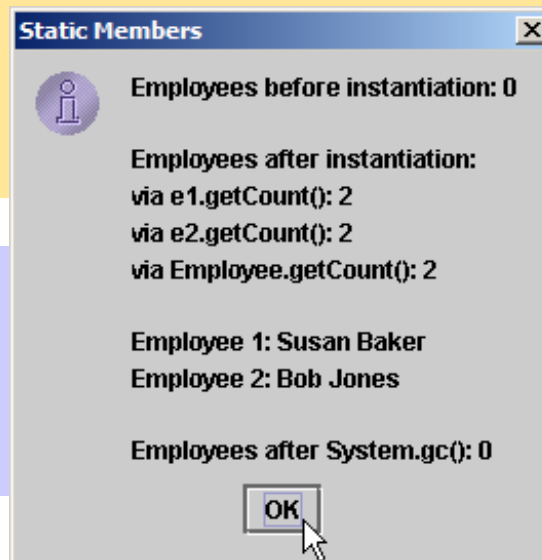 Static Members
Employees before instantiation: 0
Employees after instantiation:
via e1.getCount(): 2
via e2.getCount(): 2
via Employee.getCount(): 2
Employee 1: Susan Baker
Employee 2: Bob Jones
Employees after System.gc(): 0
OK